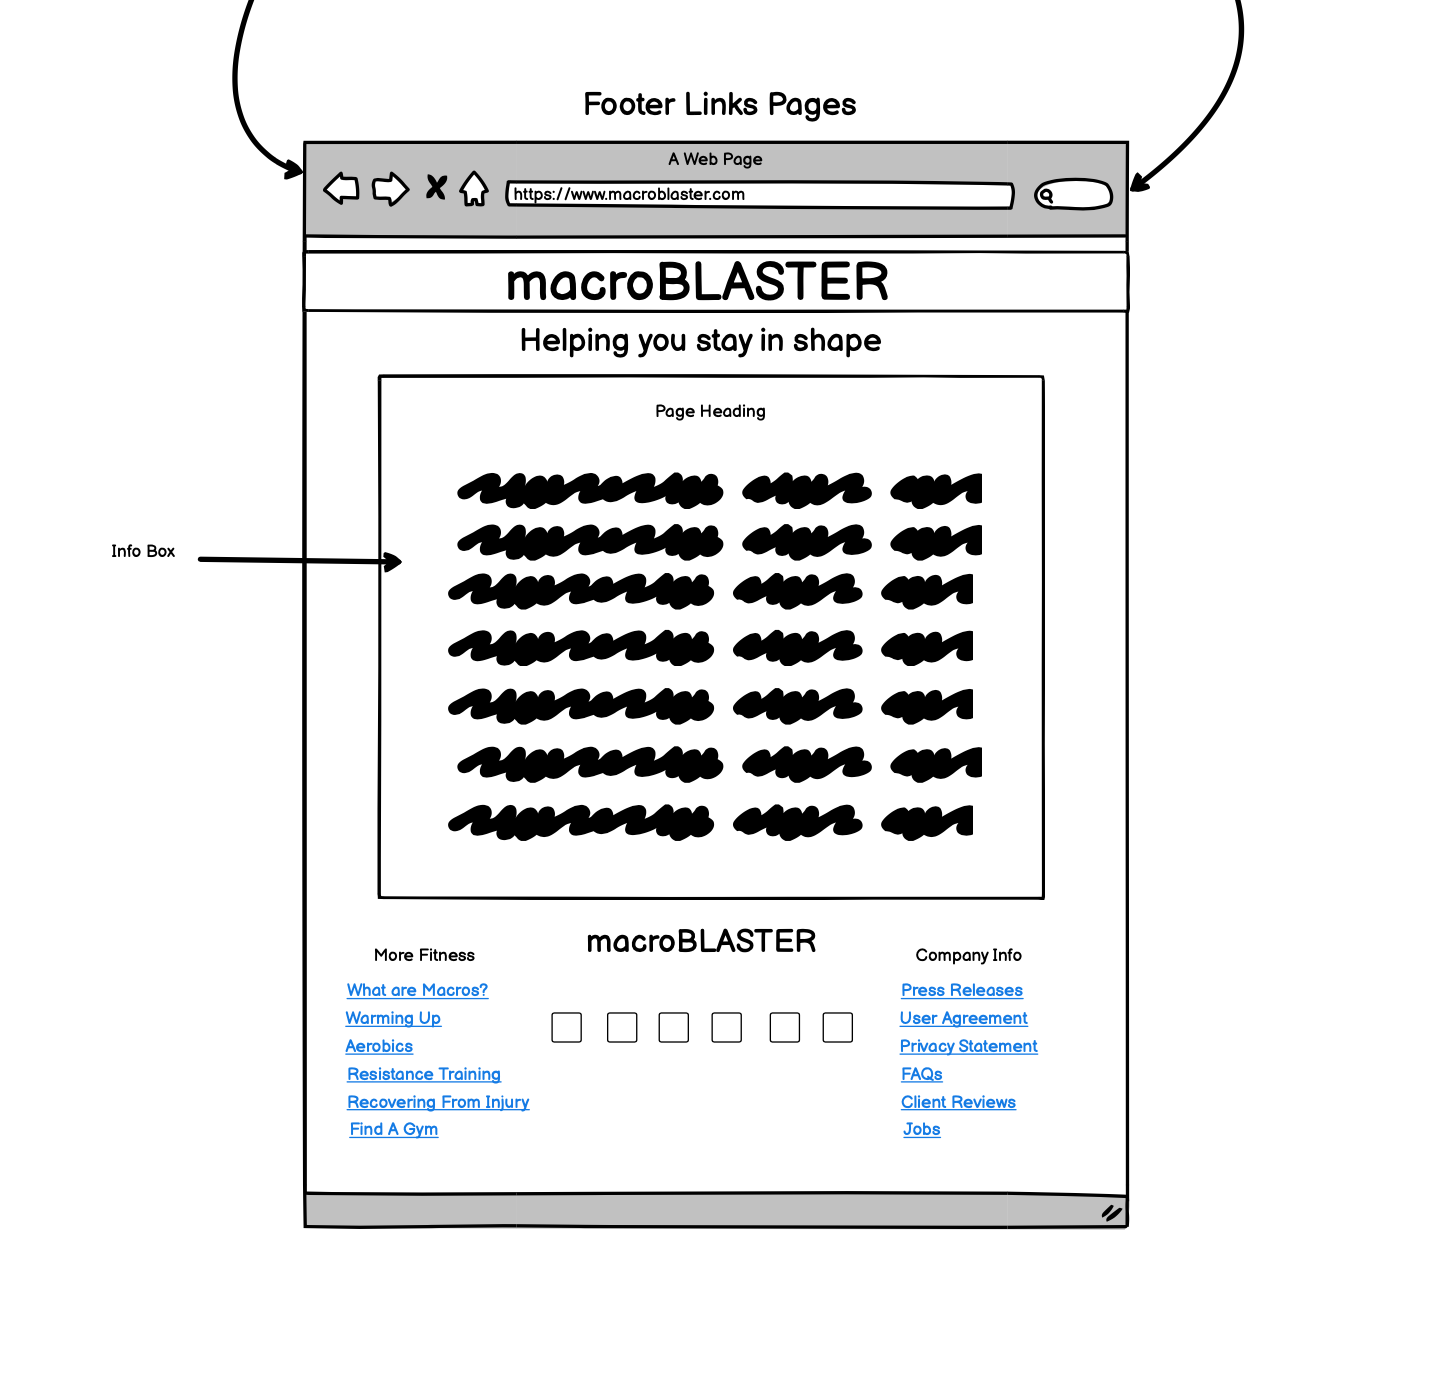 Footer Links Pages
A Web Page
https://www.macroblaster.com
macroBLASTER
Helping you stay in shape
Page Heading
Info Box
macroBLASTER
More Fitness
What are Macros?
Warming Up
Aerobics
Resistance Training
Recovering From Injury
Find A Gym
Company Info
Press Releases
User Agreement
Privacy Statement
FAQs
Client Reviews
Jobs